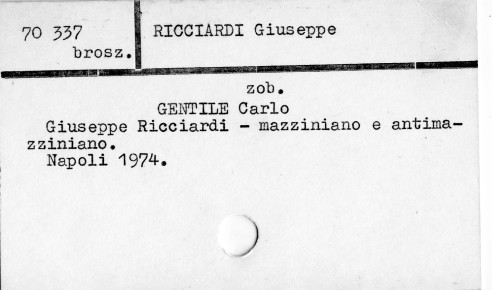 70 337 RICCIARDI Giuseppe
brosz.
zob.
GENTILE Carlo
Giuseppe Ricciardi - mazziniano e antima-
zziniano.
Napoli 1974.